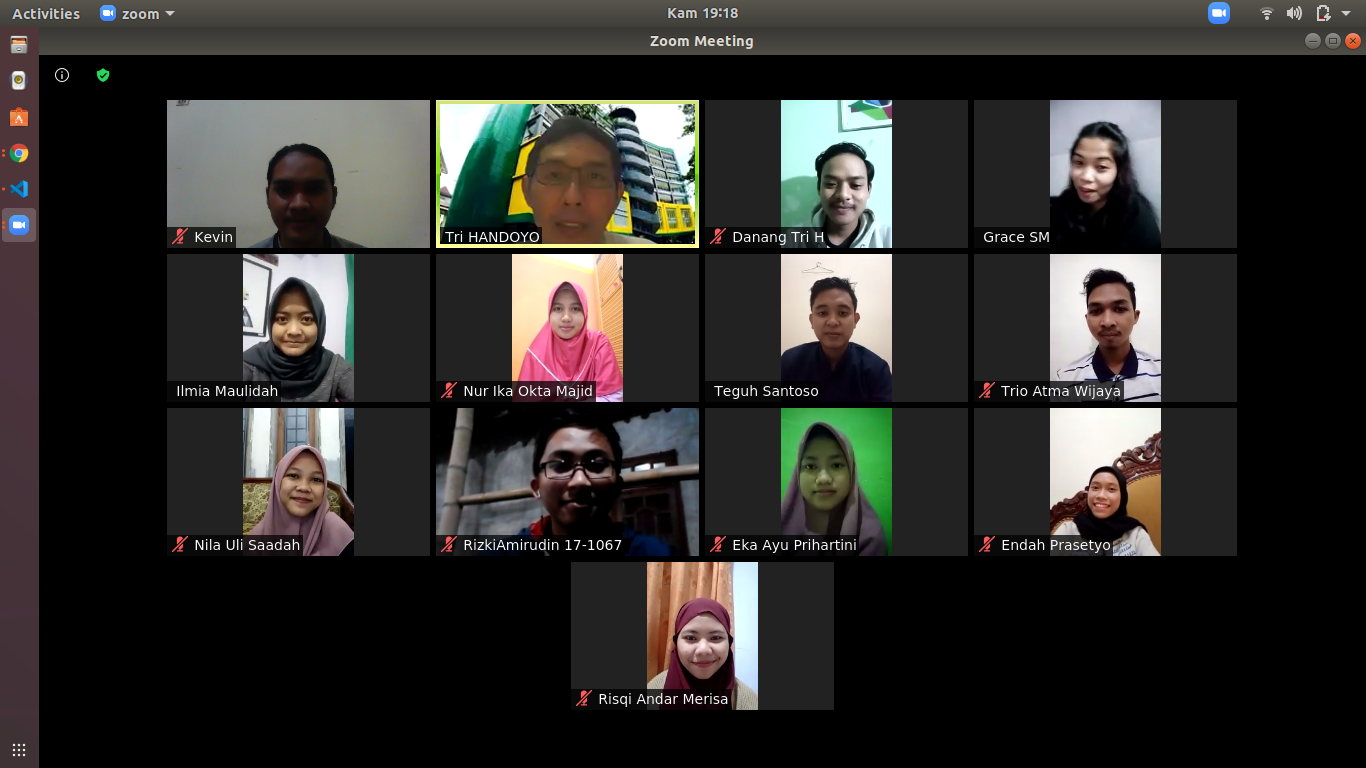 Activities
zoom
Kam 19:18
Zoom Meeting
Kevin
Tri HANDOYO
Danang Tri H
Grace SM
Ilmia Maulidah
Nur Ika Okta Majid
Teguh Santoso
Trio Atma Wijaya
Nila Uli Saadah
RizkiAmirudin 17-1067
Eka Ayu Prihartini
Endah Prasetyo
Risqi Andar Merisa